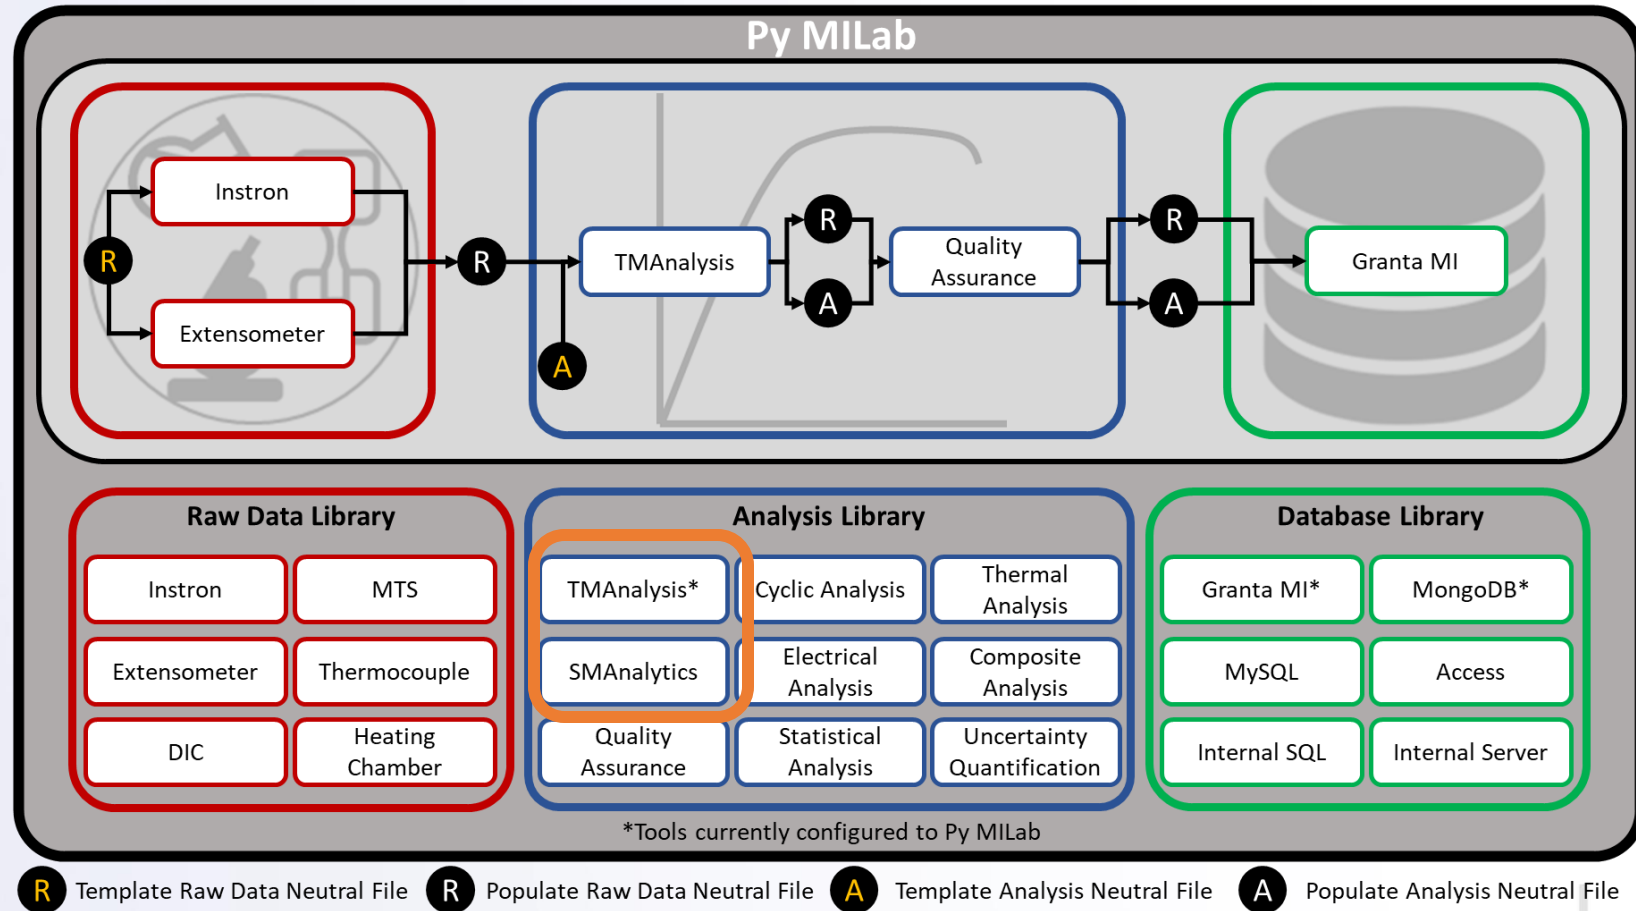 Py MILab
R
Instron
Extensometer
R
A
TMAnalysis
R
A
Quality
Assurance
R
A
Granta MI
Raw Data Library
Instron
MTS
Extensometer
Thermocouple
DIC
Heating
Chamber
Analysis Library
TMAnalysis*
Cyclic Analysis
Thermal
Analysis
SMAnalytics
Electrical
Analysis
Composite
Analysis
Quality
Assurance
Statistical
Analysis
Uncertainty
Quantification
Database Library
Granta MI*
MongoDB*
MySQL
Access
Internal SQL
Internal Server
*Tools currently configured to Py MILab
R Template Raw Data Neutral File
R Populate Raw Data Neutral File
A Template Analysis Neutral File
A Populate Analysis Neutral File